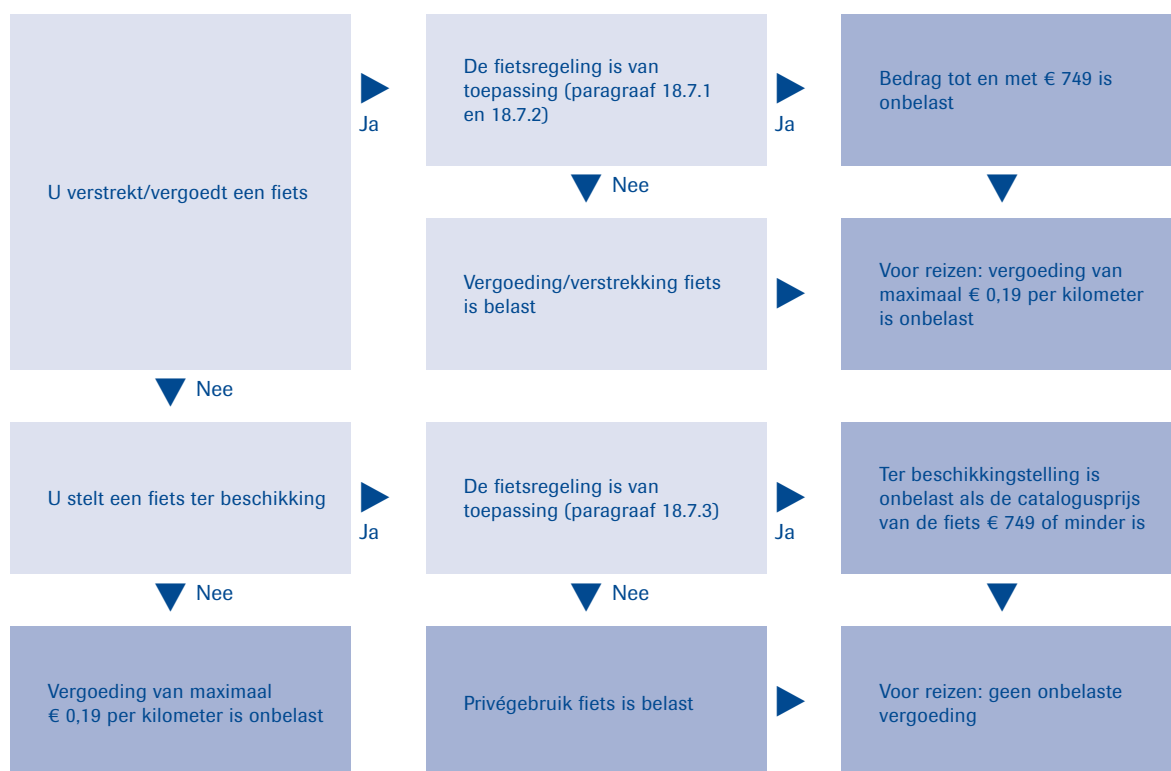 U verstrekt/vergoedt een fiets
Ja
De fietsregeling is van
toepassing (paragraaf 18.7.1
en 18.7.2)
Ja
Bedrag tot en met € 749 is
onbelast
Nee
Vergoeding/verstrekking fiets
is belast
Voor reizen: vergoeding van
maximaal € 0,19 per kilometer
is onbelast
Nee
U stelt een fiets ter beschikking
Ja
De fietsregeling is van
toepassing (paragraaf 18.7.3)
Ja
Ter beschikkingstelling is
onbelast als de catalogusprijs
van de fiets € 749 of minder is
Nee
Nee
Vergoeding van maximaal
€ 0,19 per kilometer is onbelast
Privégebruik fiets is belast
Voor reizen: geen onbelaste
vergoeding